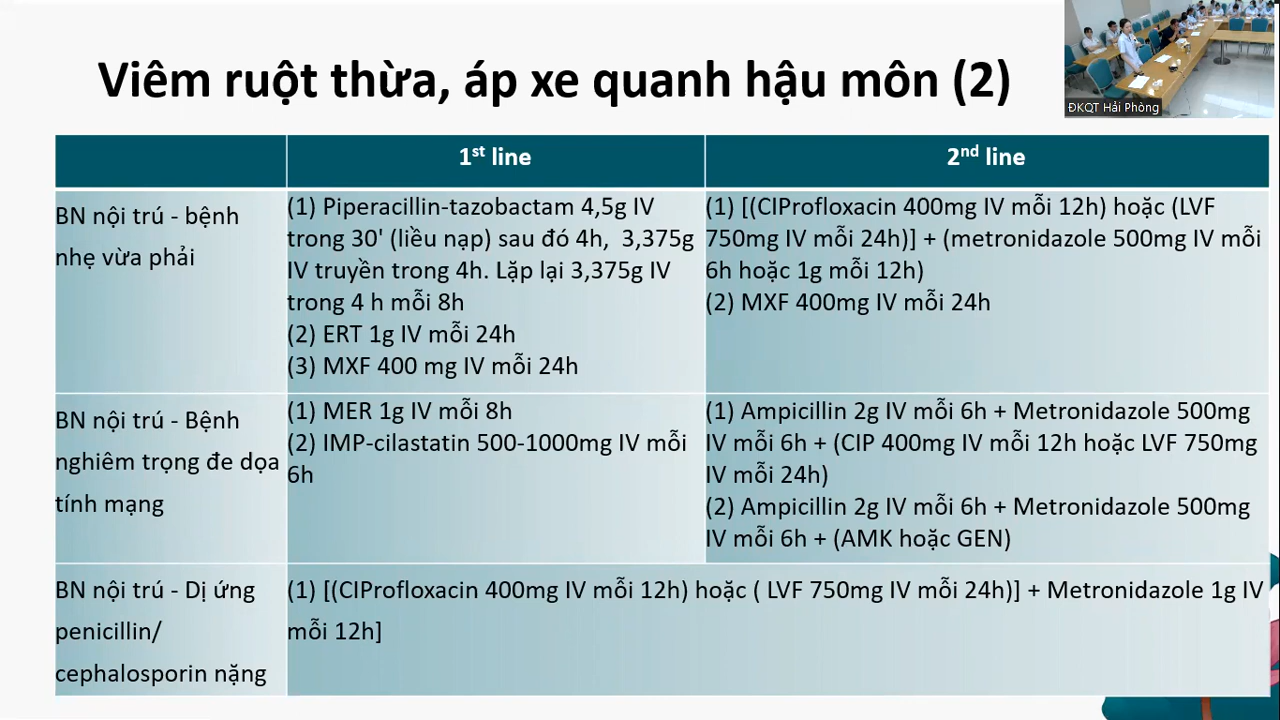 Viêm ruột thừa, áp xe quanh hậu môn (2)
ĐKQT Hải Phòng
1st line
2nd line
BN nội trú - bệnh
nhẹ vừa phải
(1) Piperacillin-tazobactam 4,5g IV
trong 30' (liều nạp) sau đó 4h, 3,375g
IV truyền trong 4h. Lặp lại 3,375g IV
trong 4 h mỗi 8h
(2) ERT 1g IV mỗi 24h
(3) MXF 400 mg IV mỗi 24h
(1) [(CIProfloxacin 400mg IV mỗi 12h) hoặc (LVF
750mg IV mỗi 24h)] + (metronidazole 500mg IV mỗi
6h hoặc 1g mỗi 12h)
(2) MXF 400mg IV mỗi 24h
BN nội trú - Bệnh
nghiêm trọng đe dọa
tính mạng
(1) MER 1g IV mỗi 8h
(2) IMP-cilastatin 500-1000mg IV mỗi
6h
(1) Ampicillin 2g IV mỗi 6h + Metronidazole 500mg
IV mỗi 6h + (CIP 400mg IV mỗi 12h hoặc LVF 750mg
IV mỗi 24h)
(2) Ampicillin 2g IV mỗi 6h + Metronidazole 500mg
IV mỗi 6h + (AMK hoặc GEN)
BN nội trú - Dị ứng
penicillin/
cephalosporin nặng
(1) [(CIProfloxacin 400mg IV mỗi 12h) hoặc ( LVF 750mg IV mỗi 24h)] + Metronidazole 1g IV
mỗi 12h]